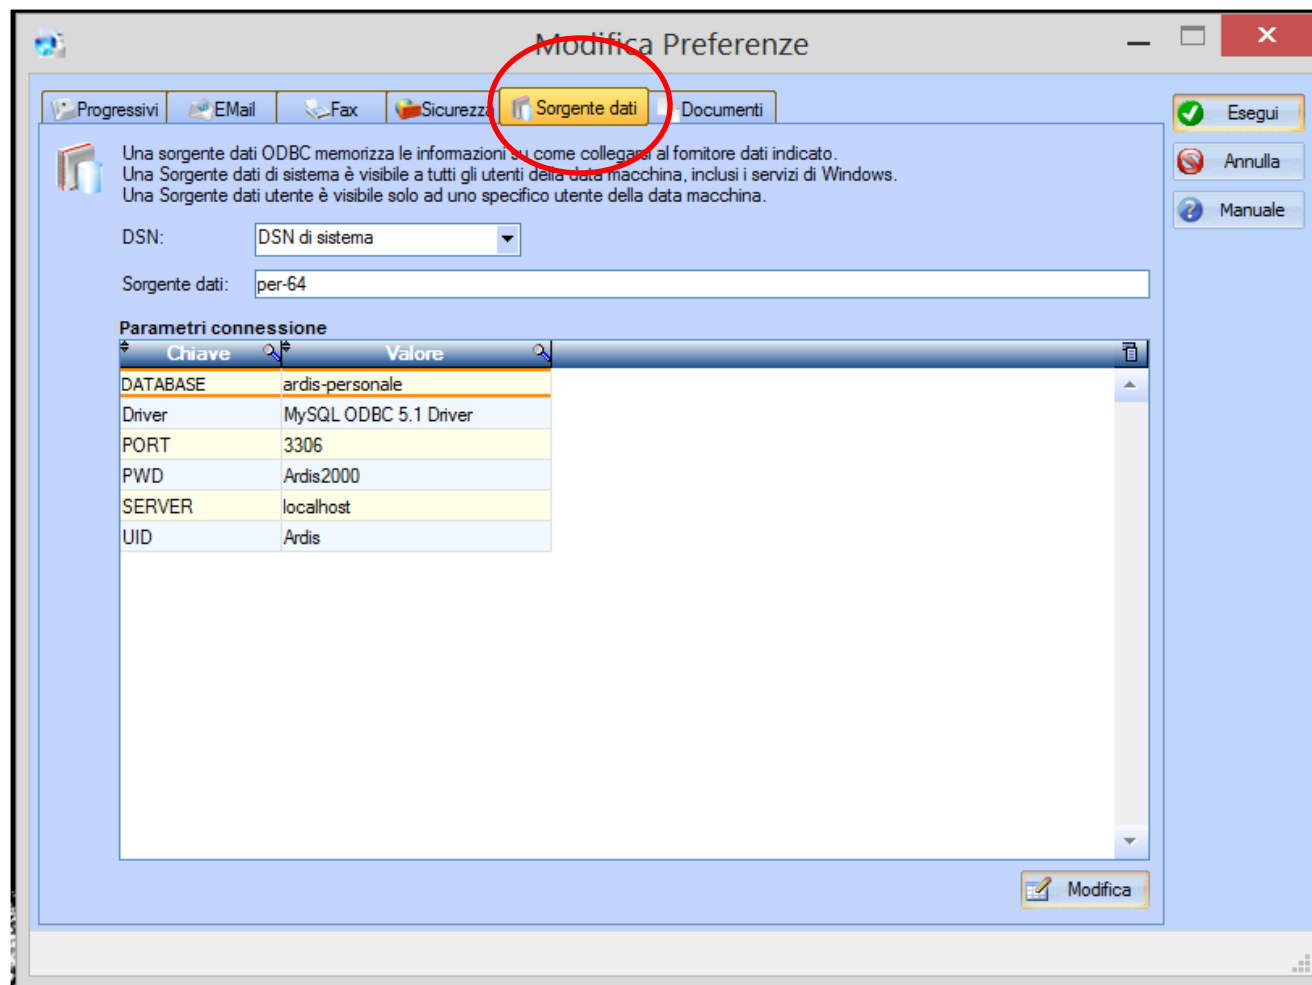 Modifica Preferenze
Progressivi
EMail
Fax
Sicurezza
Sorgente dati
Documenti
Esegui
Annulla
Manuale
Una sorgente dati ODBC memorizza le informazioni su come collegarsi al fornitore dati indicato.
Una Sorgente dati di sistema è visibile a tutti gli utenti della data macchina, inclusi i servizi di Windows.
Una Sorgente dati utente è visibile solo ad uno specifico utente della data macchina.
DSN: DSN di sistema
Sorgente dati: per-64
Parametri connessione
Chiave Valore
DATABASE ardis-personale
Driver MySQL ODBC 5.1 Driver
PORT 3306
PWD Ardis2000
SERVER localhost
UID Ardis
Modifica